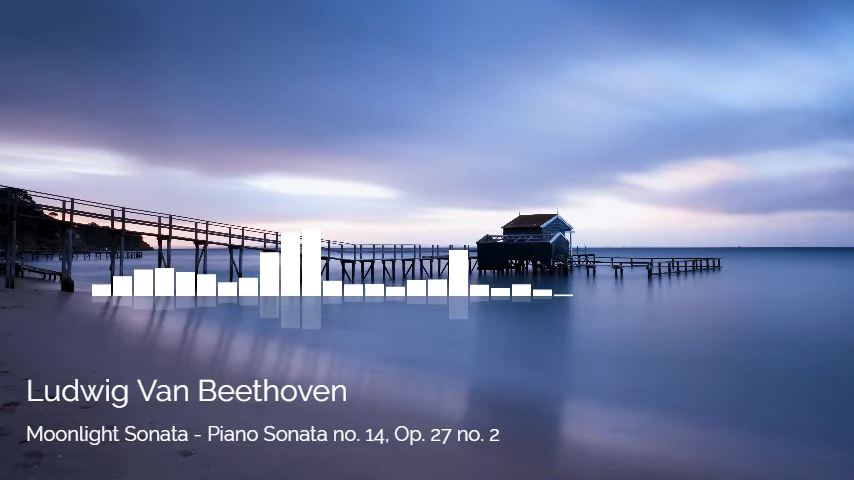 Ludwig Van Beethoven
Moonlight Sonata - Piano Sonata no. 14, Op. 27 no. 2